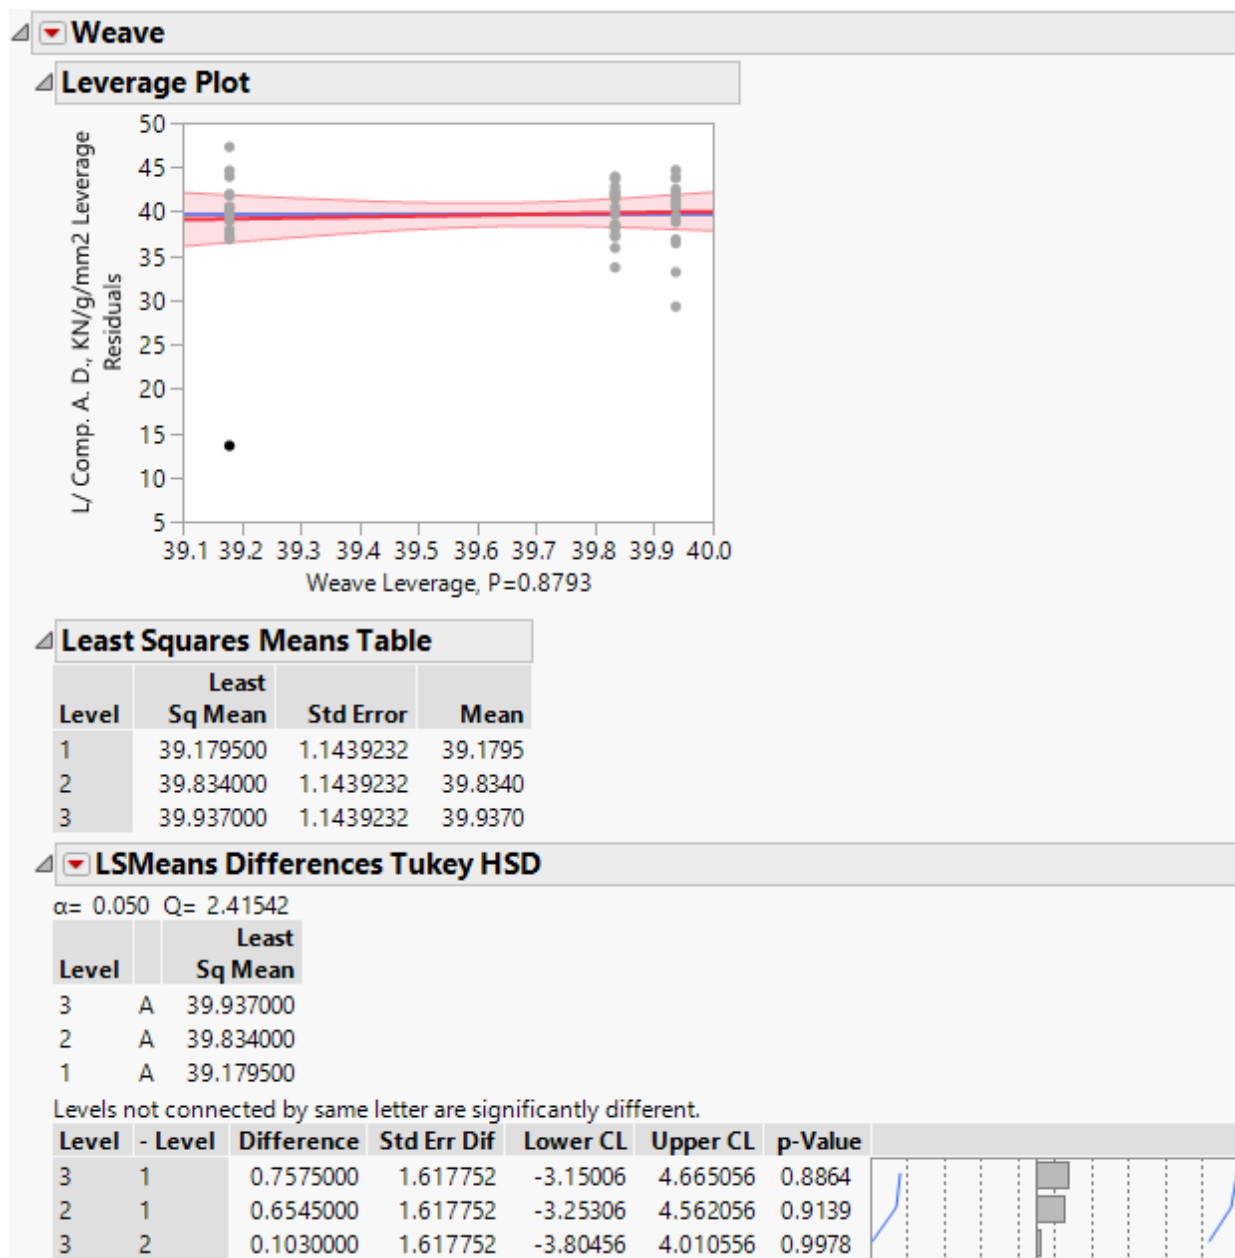 Weave
Leverage Plot
L/ Comp. A. D., KN/g/mm2 Leverage
Residuals
50
45
40
35
30
25
20
15
10
5
39.1 39.2 39.3 39.4 39.5 39.6 39.7 39.8 39.9 40.0
Weave Leverage, P=0.8793
Least Squares Means Table
Least
Level Sq Mean Std Error Mean
1 39.179500 1.1439232 39.1795
2 39.834000 1.1439232 39.8340
3 39.937000 1.1439232 39.9370
LSMeans Differences Tukey HSD
α= 0.050 Q= 2.41542
Least
Level Sq Mean
3 A 39.937000
2 A 39.834000
1 A 39.179500
Levels not connected by same letter are significantly different.
Level - Level Difference Std Err Dif Lower CL Upper CL p-Value
3 1 0.7575000 1.617752 -3.15006 4.665056 0.8864
2 1 0.6545000 1.617752 -3.25306 4.562056 0.9139
3 2 0.1030000 1.617752 -3.80456 4.010556 0.9978